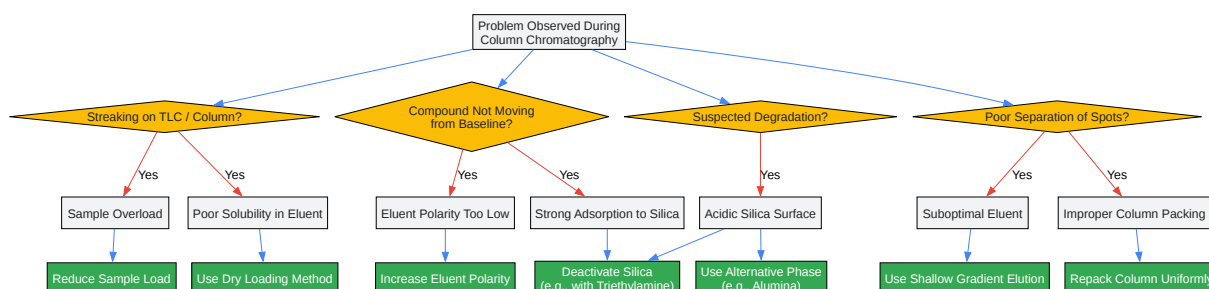 Problem Observed During
Column Chromatography
Streaking on TLC / Column?
Compound Not Moving
from Baseline?
Suspected Degradation?
Poor Separation of Spots?
Yes
Yes
Yes
Yes
Yes
Yes
Yes
Sample Overload
Poor Solubility in Eluent
Eluent Polarity Too Low
Strong Adsorption to Silica
Acidic Silica Surface
Suboptimal Eluent
Improper Column Packing
Reduce Sample Load
Use Dry Loading Method
Increase Eluent Polarity
Deactivate Silica
(e.g., with Triethylamine)
Use Alternative Phase
(e.g., Alumina)
Use Shallow Gradient Elution
Repack Column Uniformly